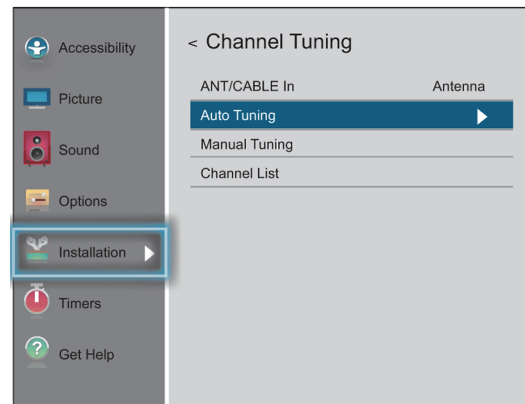 Accessibility
Picture
Sound
Options
Installation
Timers
Get Help
< Channel Tuning
ANT/CABLE In Antenna
Auto Tuning
Manual Tuning
Channel List